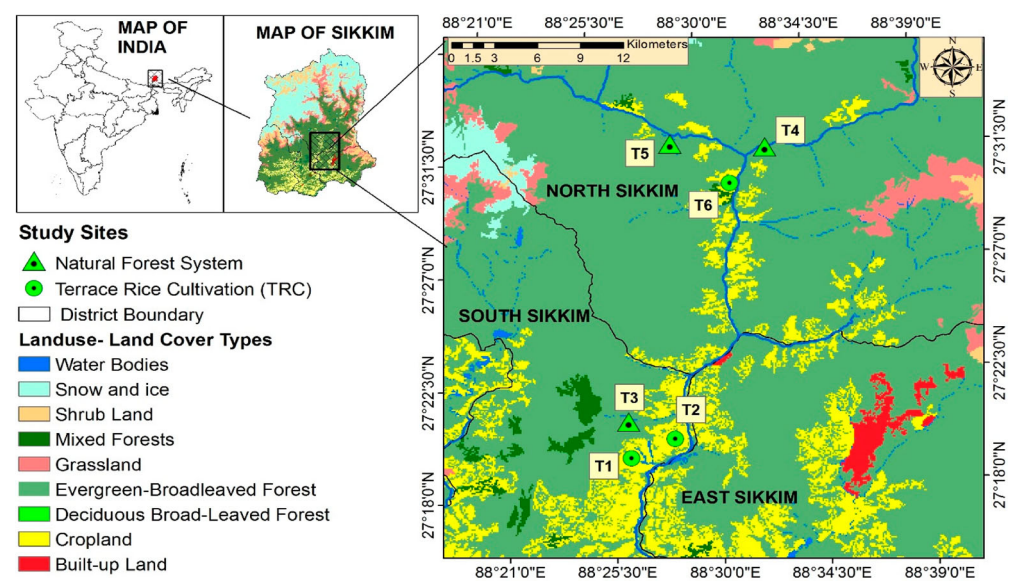 MAP OF
INDIA
MAP OF SIKKIM
88°21'0"E 88°25'30"E 88°30'0"E 88°34'30"E 88°39'0"E
Kilometers
0 1.5 3 6 9 12
N
W E
S
27°31'30"N
27°27'0"N
27°22'30"N
27°18'0"N
T4
T5
T6
NORTH SIKKIM
SOUTH SIKKIM
T3
T2
T1
EAST SIKKIM
27°31'30"N
27°27'0"N
27°22'30"N
27°18'0"N
88°21'0"E 88°25'30"E 88°30'0"E 88°34'30"E 88°39'0"E
Study Sites
Natural Forest System
Terrace Rice Cultivation (TRC)
District Boundary
Landuse- Land Cover Types
Water Bodies
Snow and ice
Shrub Land
Mixed Forests
Grassland
Evergreen-Broadleaved Forest
Deciduous Broad-Leaved Forest
Cropland
Built-up Land